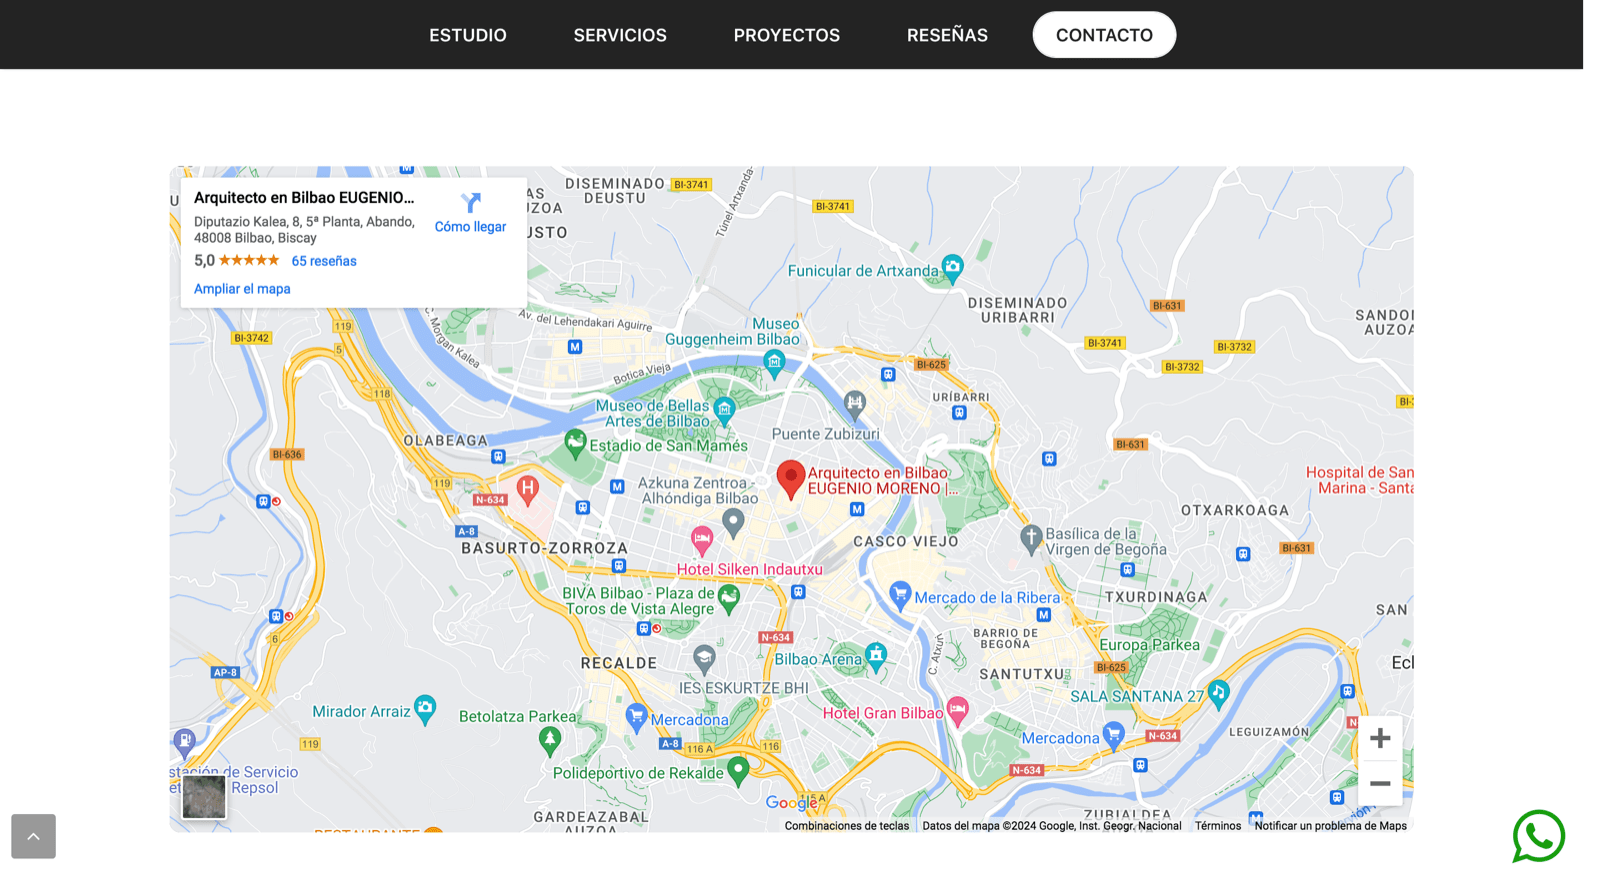 ESTUDIO
SERVICIOS
PROYECTOS
RESEÑAS
CONTACTO
Arquitecto en Bilbao EUGENIO...
Diputazio Kalea, 8, 5ª Planta, Abando,
48008 Bilbao, Biscay
5,0
65 reseñas
Ampliar el mapa
Cómo llegar
DISEMINADO
DEUSTU
BI-3741
Túnel Artxanda-
BI-3741
Funicular de Artxanda
DISEMINADO
URIBARRI
BI-631
SANDO
AUZOA
BI-3741
BI-3732
BI-3732
BI-3742
119
5
118
C. Morgan Kalea
Av. del Lehendakari Aguirre
M
Museo
Guggenheim Bilbao
Botica Vieja
BI-625
URIBARRI
Museo de Bellas
Artes de Bilbao
Puente Zubizuri
OLABEAGA
Estadio de San Mamés
BI-636
119
N-634
H
M
A-8
Azkuna Zentroa -
Alhóndiga Bilbao
Arquitecto en Bilbao
EUGENIO MORENO |...
M
BI-631
Hospital de San
Marina - Santa
OTXARKOAGA
BI-631
BASURTO-ZORROZA
CASCO VIEJO
Basílica de la
Virgen de Begoña
Hotel Silken Indautxu
BIVA Bilbao - Plaza de
Toros de Vista Alegre
Mercado de la Ribera
TXURDINAGA
M
SAN
6
N-634
BARRIO DE
BEGOÑA
Europa Parkea
RECALDE
Bilbao Arena
C. Atxuri
BI-625
SANTUTXU
AP-8
IES ESKURTZE BHI
SALA SANTANA 27
Mirador Arraiz
Betolatza Parkea
Mercadona
Hotel Gran Bilbao
Mercadona
N-634
LEGUIZAMÓN
119
A-8
116 A
116
N-634
Polideportivo de Rekalde
Repsol
GARDEAZABAL
AUZOA
RESTAURANTE
Google
ZUBIALDEA
Combinaciones de teclas
Datos del mapa ©2024 Google, Inst. Geogr. Nacional
Términos
Notificar un problema de Maps